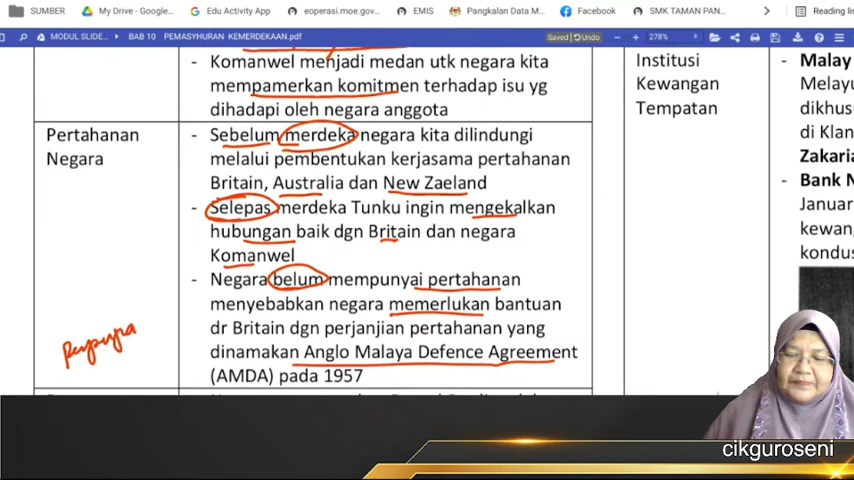 SUMBER
My Drive - Google...
Edu Activity Google
eoperasi.moe.gov...
EMIS
Pangkalan Data M...
Facebook
SMK TAMAN PAN...
Reading list
MODUL SLIDE...
BAB 10 PEMASYHURAN KEMERDEKAAN.pdf
Saved
Undo
278%
- Komanwel menjadi medan utk negara kita
mempamerkan komitmen terhadap isu yg
dihadapi oleh negara anggota
Pertahanan
Negara
- Sebelum merdeka negara kita dilindungi
melalui pembentukan kerjasama pertahanan
Britain, Australia dan New Zaeland
- Selepas merdeka Tunku ingin mengekalkan
hubungan baik dgn Britain dan negara
Komanwel
- Negara belum mempunyai pertahanan
menyebabkan negara memerlukan bantuan
dr Britain dgn perjanjian pertahanan yang
dinamakan Anglo Malaya Defence Agreement
(AMDA) pada 1957
Institusi
Kewangan
Tempatan
- Malay
Melayu
dikhus
di Klan
Zakaria
- Bank N
Januar
kewan
kondus
cikguroseni